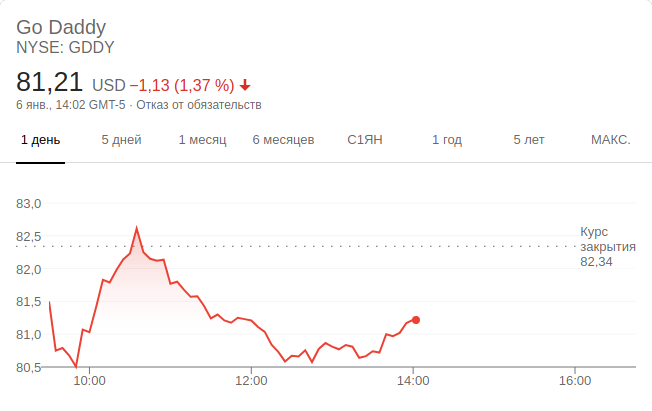 Go Daddy
NYSE: GDDY
81,21 USD −1,13 (1,37 %)
6 янв., 14:02 GMT-5 · Отказ от обязательств
1 день 5 дней 1 месяц 6 месяцев С1ЯН 1 год 5 лет МАКС.
83,0
82,5
82,0
81,5
81,0
80,5
Курс
закрытия
82,34
10:00 12:00 14:00 16:00